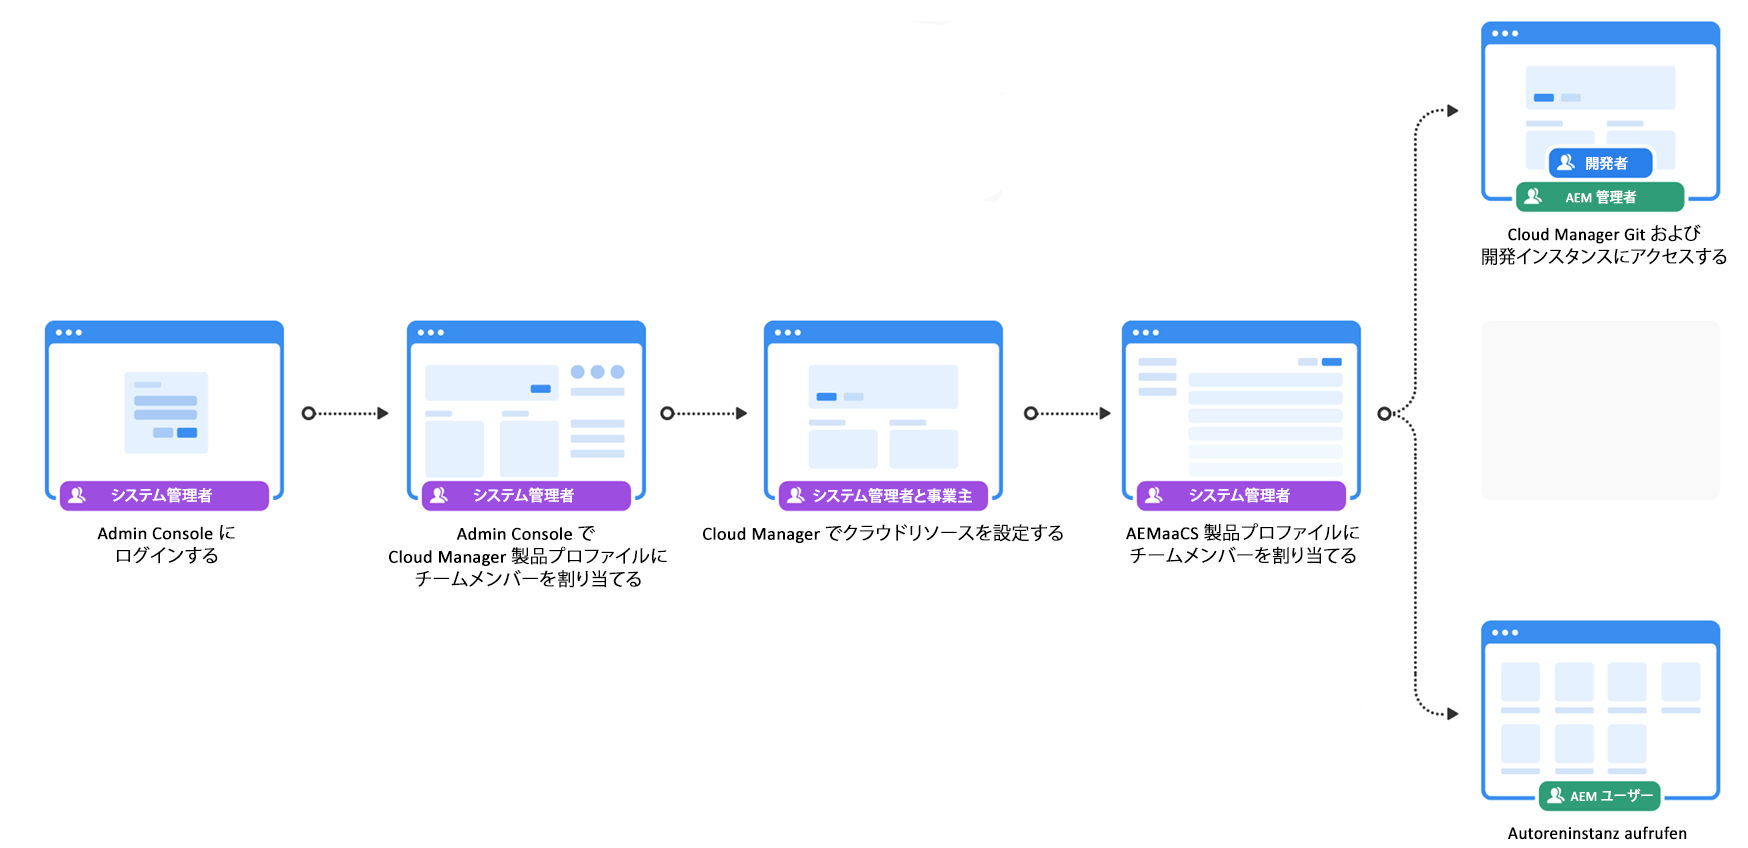 システム管理者
Admin Console に
ログインする
システム管理者
Admin Console で
Cloud Manager 製品プロファイルに
チームメンバーを割り当てる
システム管理者と事業主
Cloud Manager でクラウドリソースを設定する
システム管理者
AEMaaCS 製品プロファイルに
チームメンバーを割り当てる
開発者
AEM 管理者
Cloud Manager Git および
開発インスタンスにアクセスする
AEM ユーザー
Autoreninstanz aufrufen